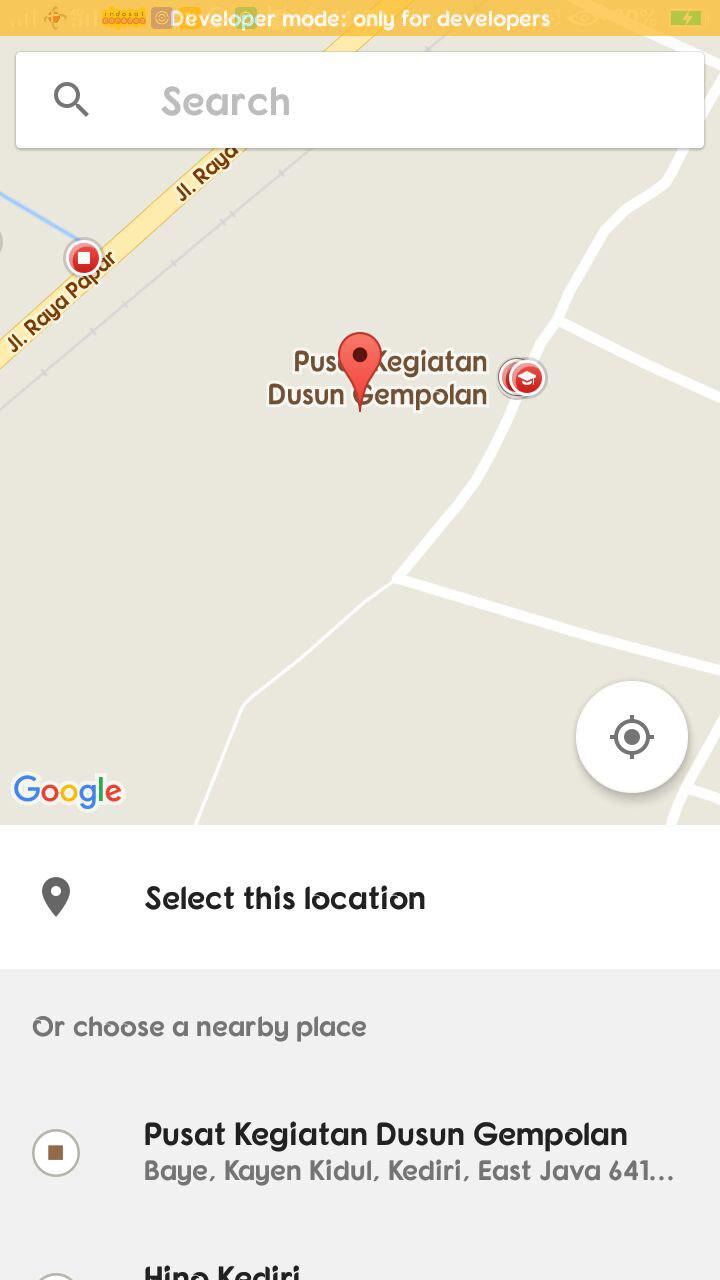 indosat
Developer mode: only for developers
Search
Jl. Raya
Jl. Raya Papar
Kegiatan
Dusun Gempolan
Google
Select this location
Or choose a nearby place
Pusat Kegiatan Dusun Gempolan
Baye, Kayen Kidul, Kediri, East Java 641...
Hino Kediri